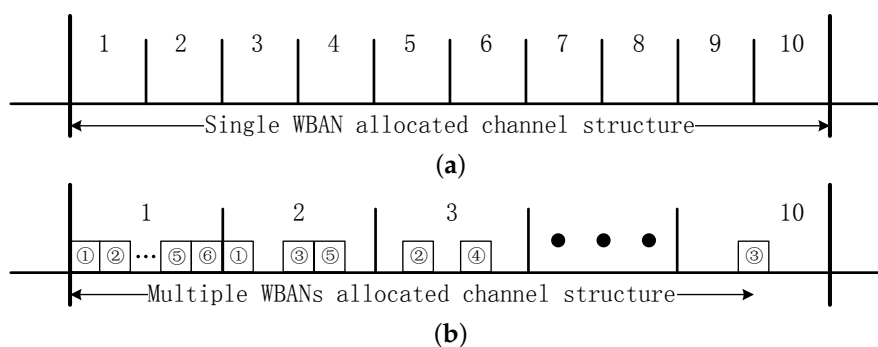 1 2 3 4 5 6 7 8 9 10
Single WBAN allocated channel structure
(a)
1 2 3 10
① ② ... ⑤ ⑥ ① ③ ⑤ ② ④ ③
Multiple WBANs allocated channel structure
(b)